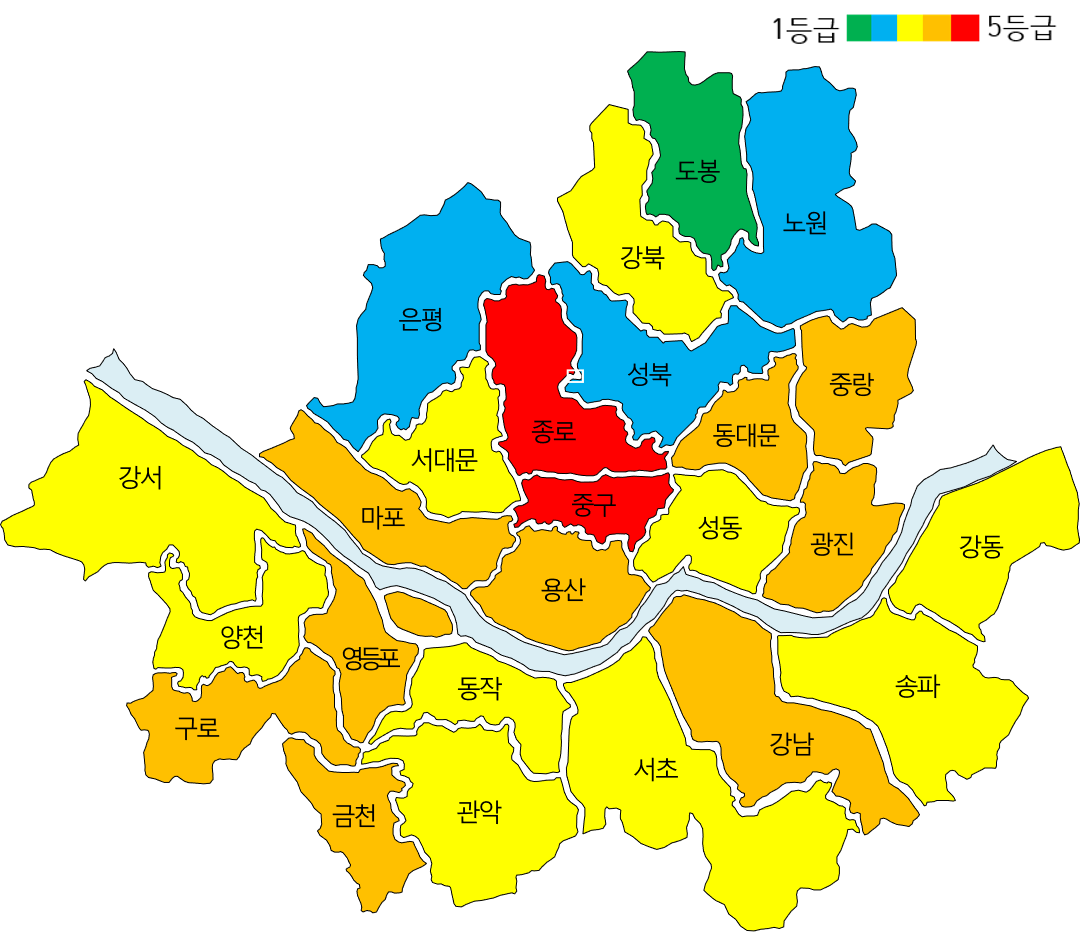 1등급 5등급
도봉
노원
강북
은평
성북
중랑
종로
동대문
서대문
강서
중구
마포
성동
광진
강동
용산
양천
영등포
동작
송파
구로
강남
서초
관악
금천